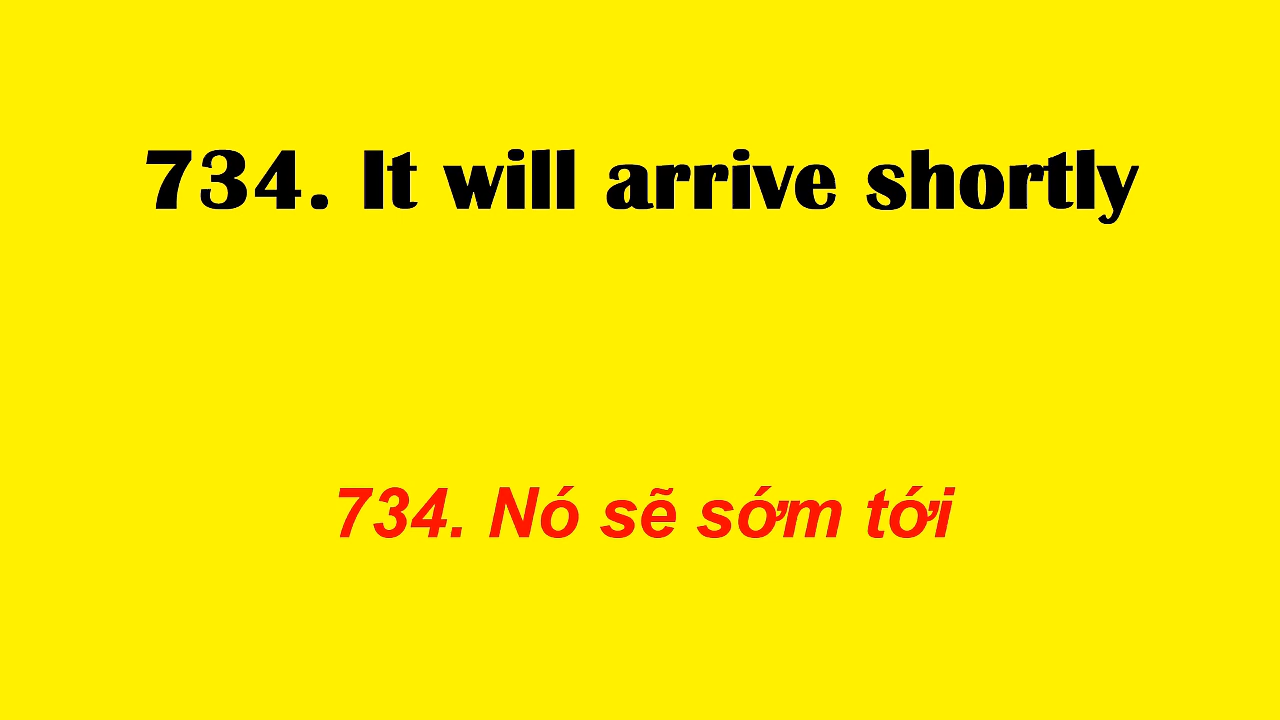 734. It will arrive shortly
734. Nó sẽ sớm tới